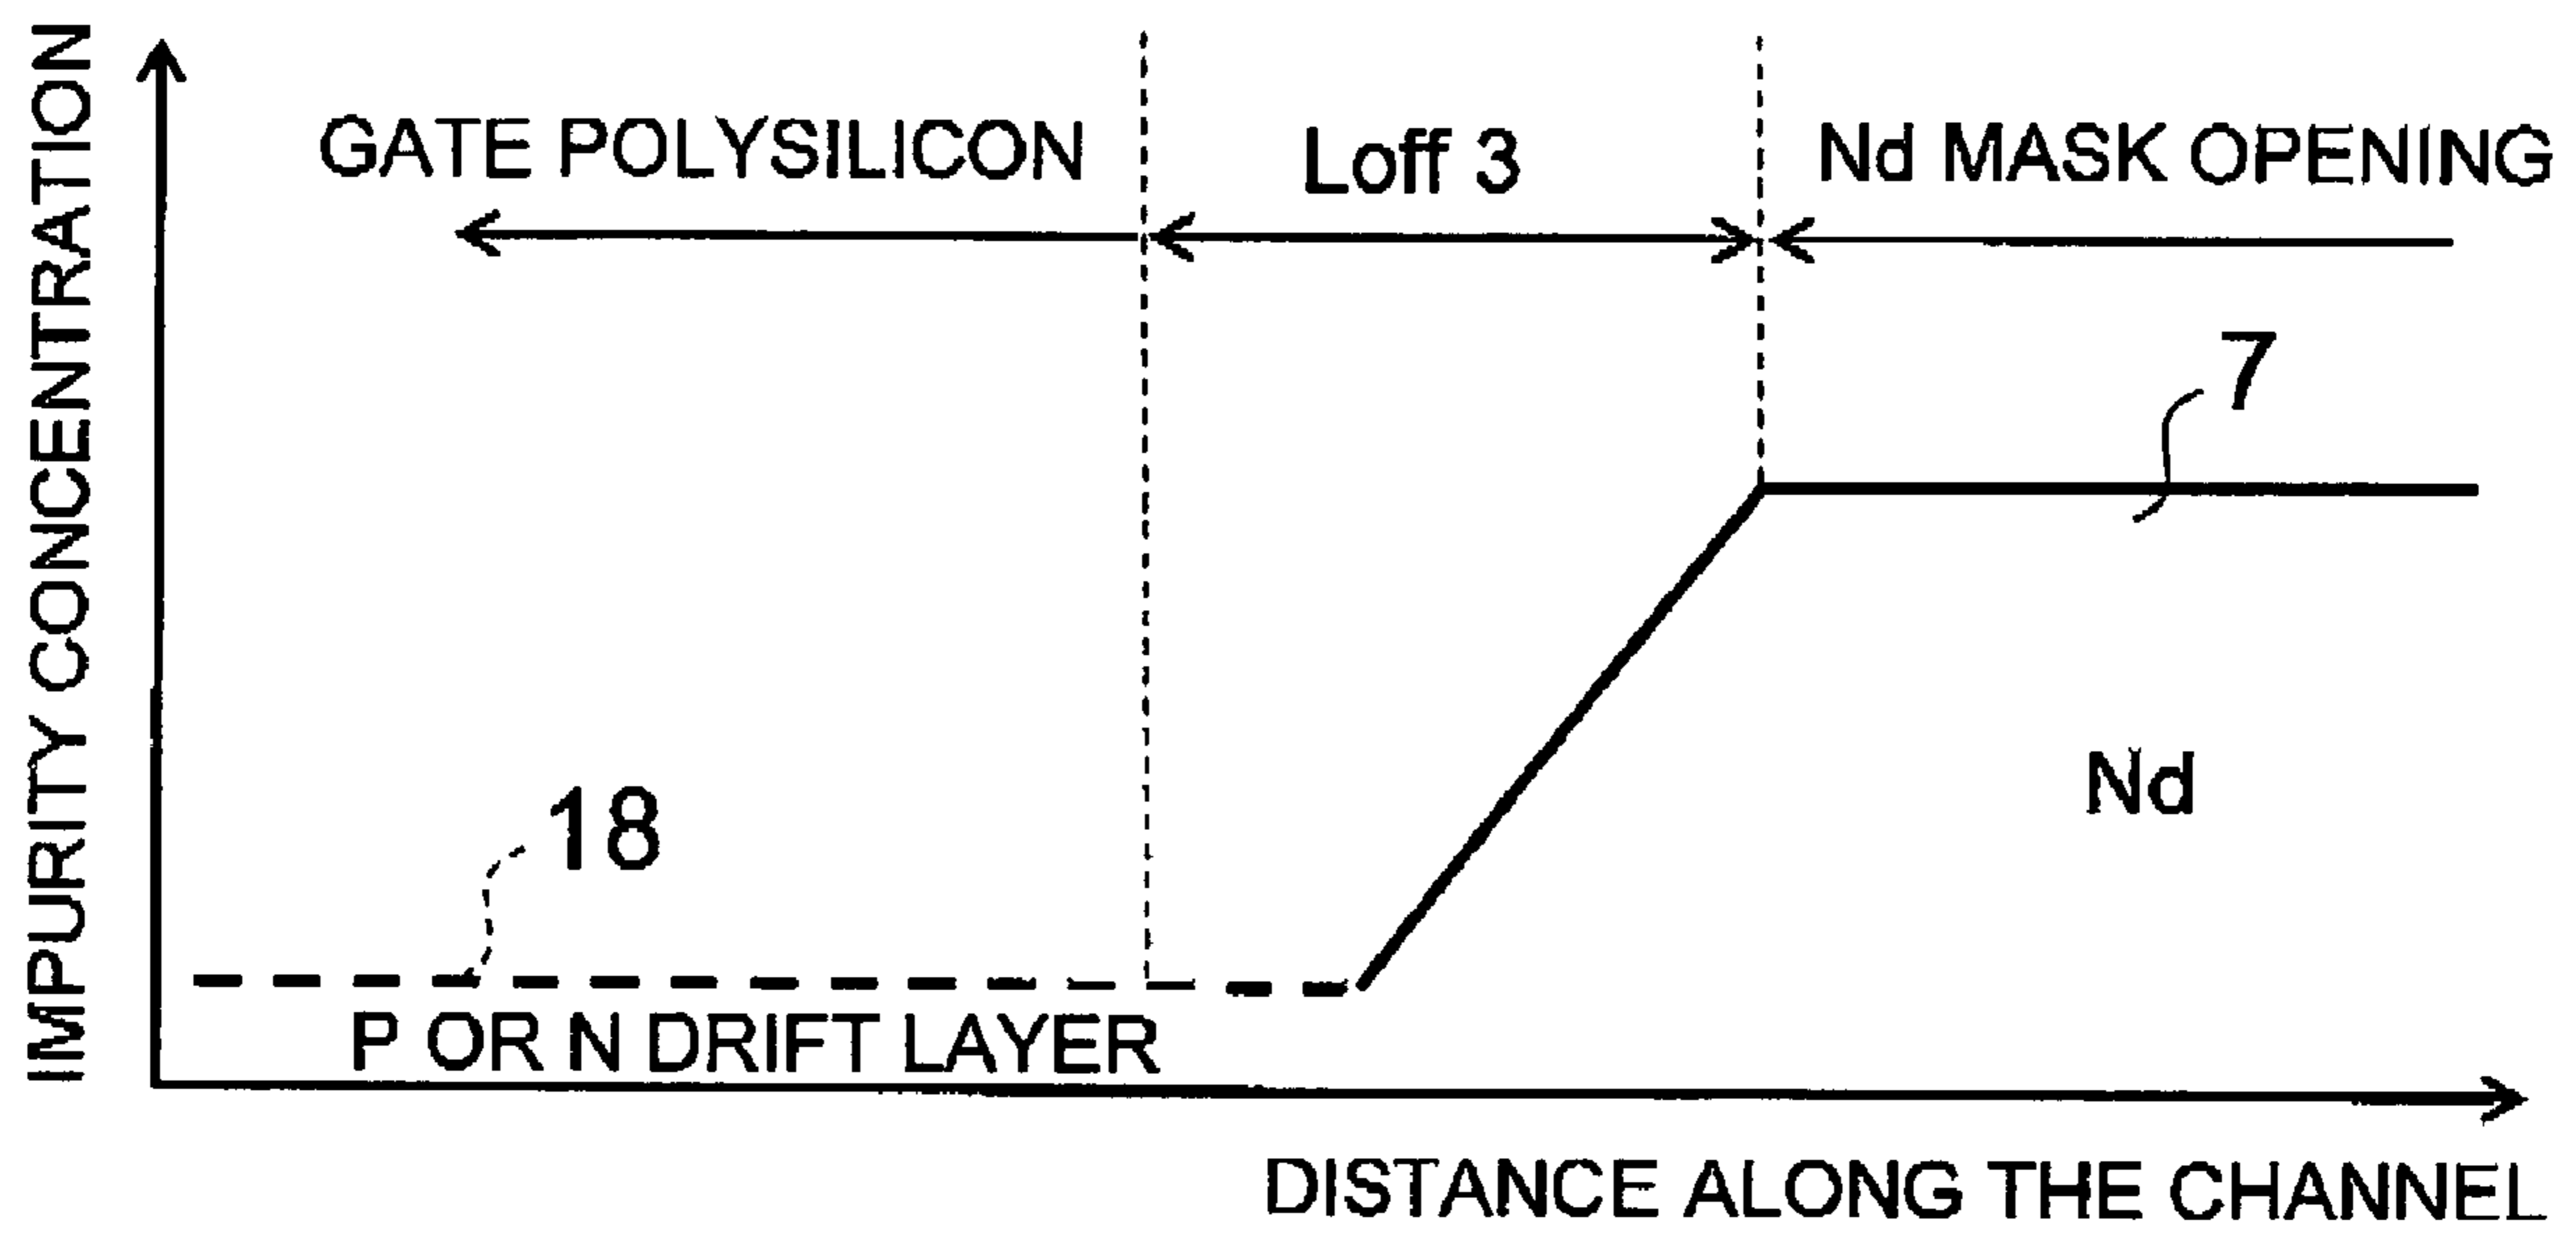 IMPURITY CONCENTRATION
GATE POLYSILICON
Loff 3
Nd MASK OPENING
7
18
Nd
P OR N DRIFT LAYER
DISTANCE ALONG THE CHANNEL